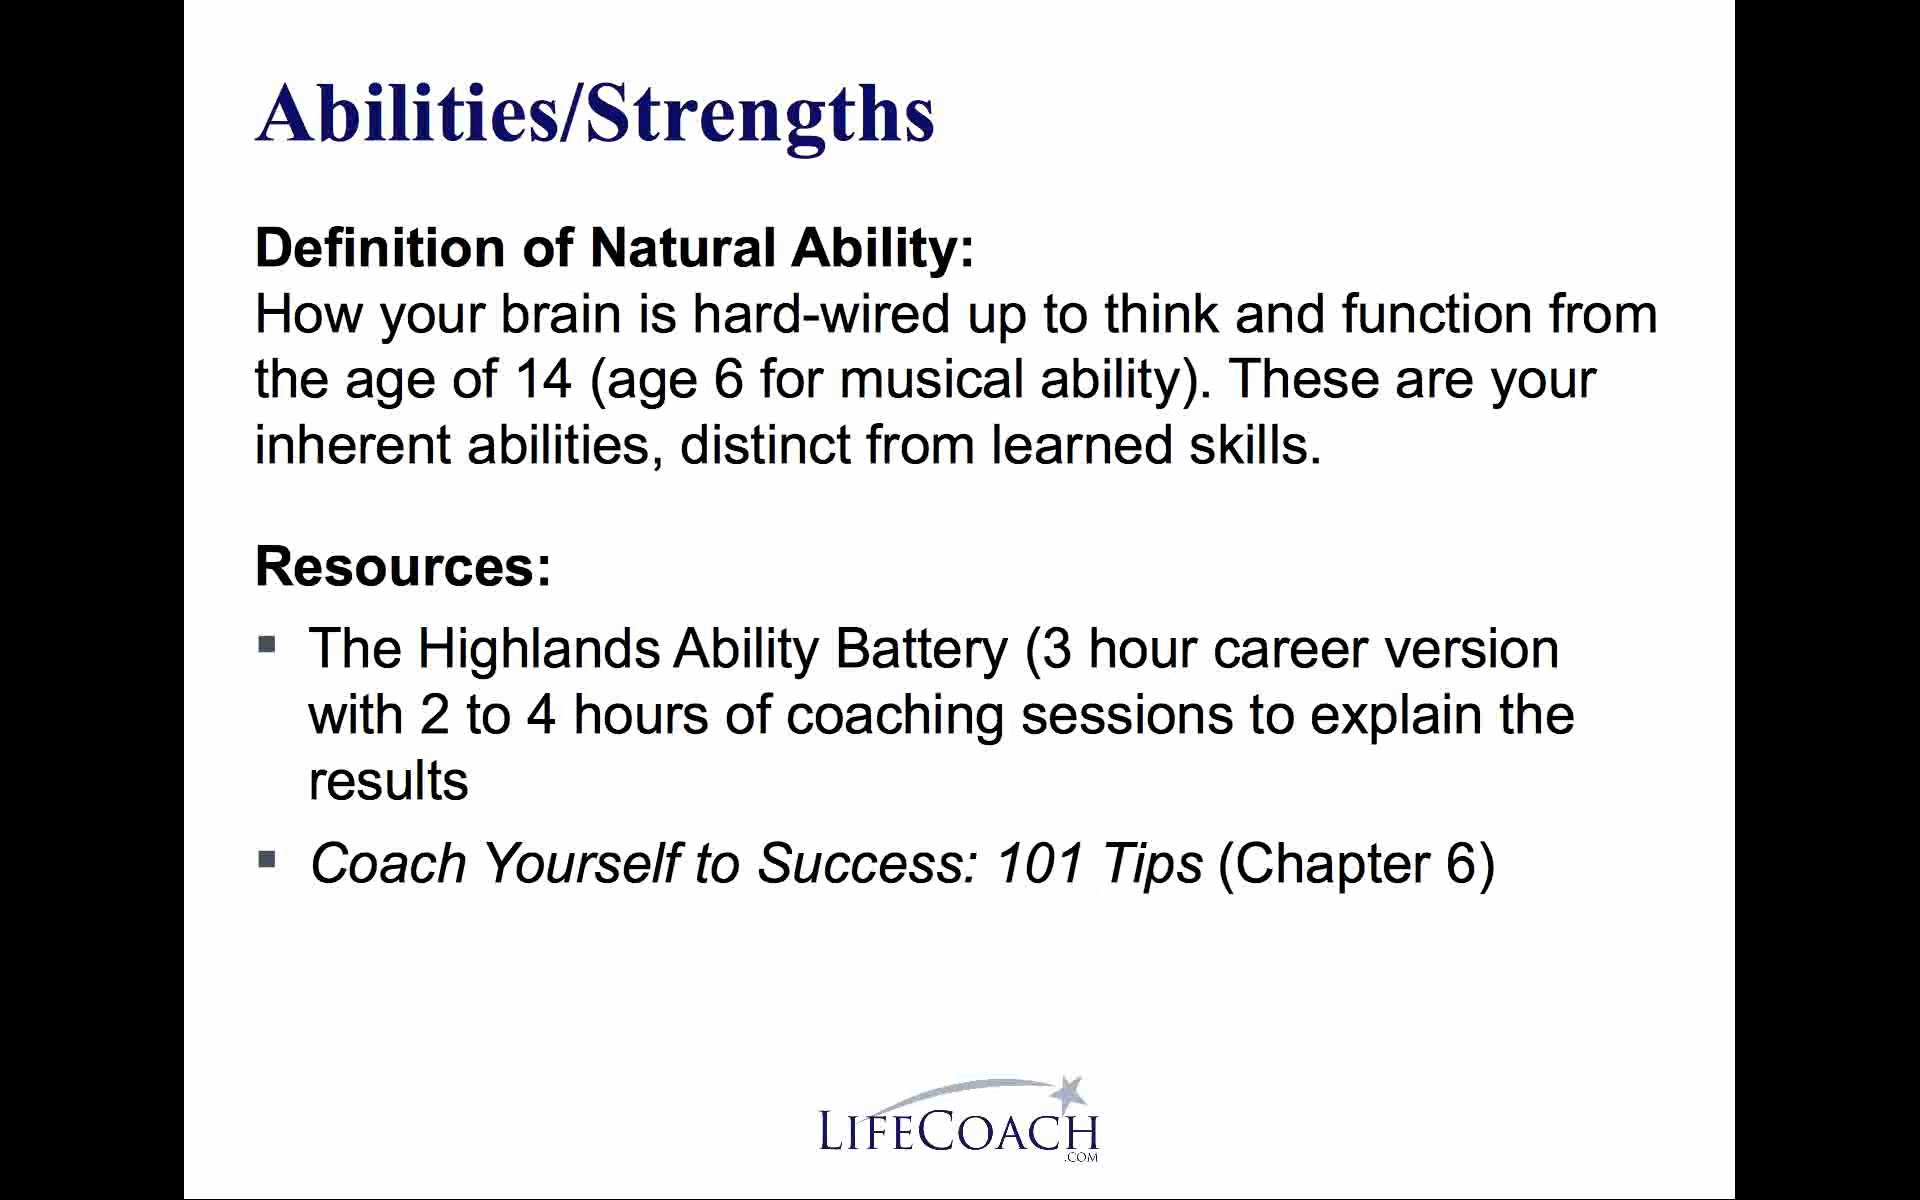 Abilities/Strengths
Definition of Natural Ability:
How your brain is hard-wired up to think and function from
the age of 14 (age 6 for musical ability). These are your
inherent abilities, distinct from learned skills.
Resources:
▪ The Highlands Ability Battery (3 hour career version
with 2 to 4 hours of coaching sessions to explain the
results
▪ Coach Yourself to Success: 101 Tips (Chapter 6)
LIFECOACH
.COM